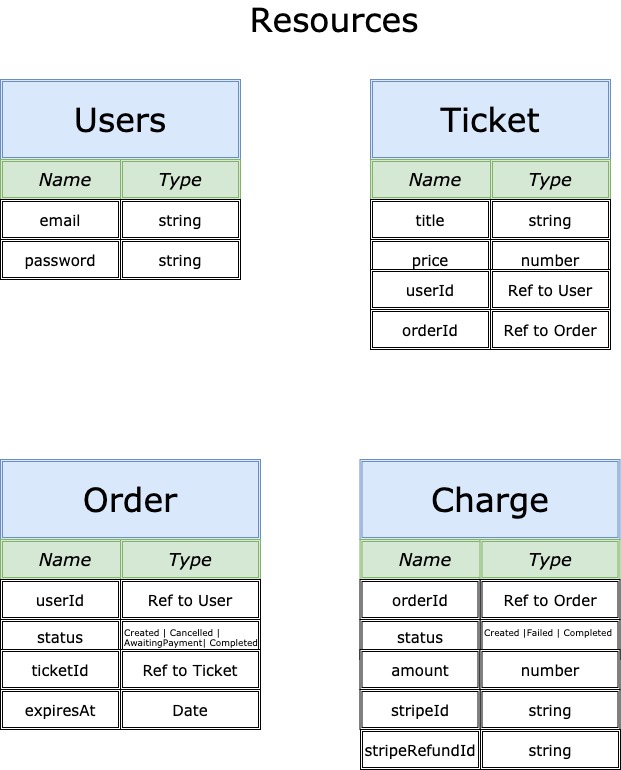 Resources
Users
Name Type
email string
password string
Ticket
Name Type
title string
price number
userId Ref to User
orderId Ref to Order
Order
Name Type
userId Ref to User
status Created | Cancelled |
AwaitingPayment| Completed
ticketId Ref to Ticket
expiresAt Date
Charge
Name Type
orderId Ref to Order
status Created |Failed | Completed
amount number
stripeId string
stripeRefundId string